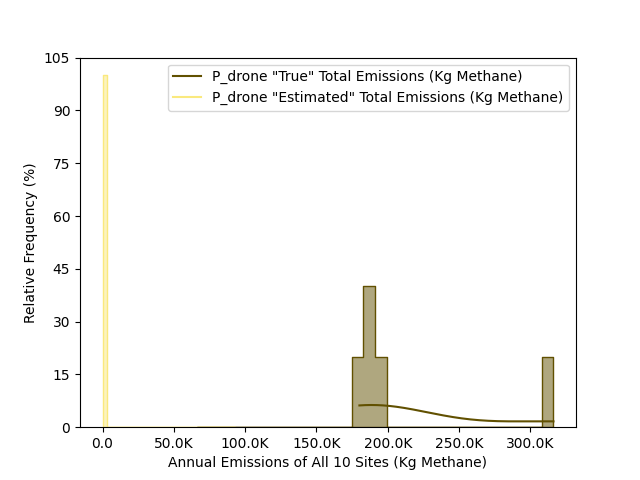 P_drone "True" Total Emissions (Kg Methane)
P_drone "Estimated" Total Emissions (Kg Methane)
Relative Frequency (%)
105
90
75
60
45
30
15
0
0.0 50.0K 100.0K 150.0K 200.0K 250.0K 300.0K
Annual Emissions of All 10 Sites (Kg Methane)